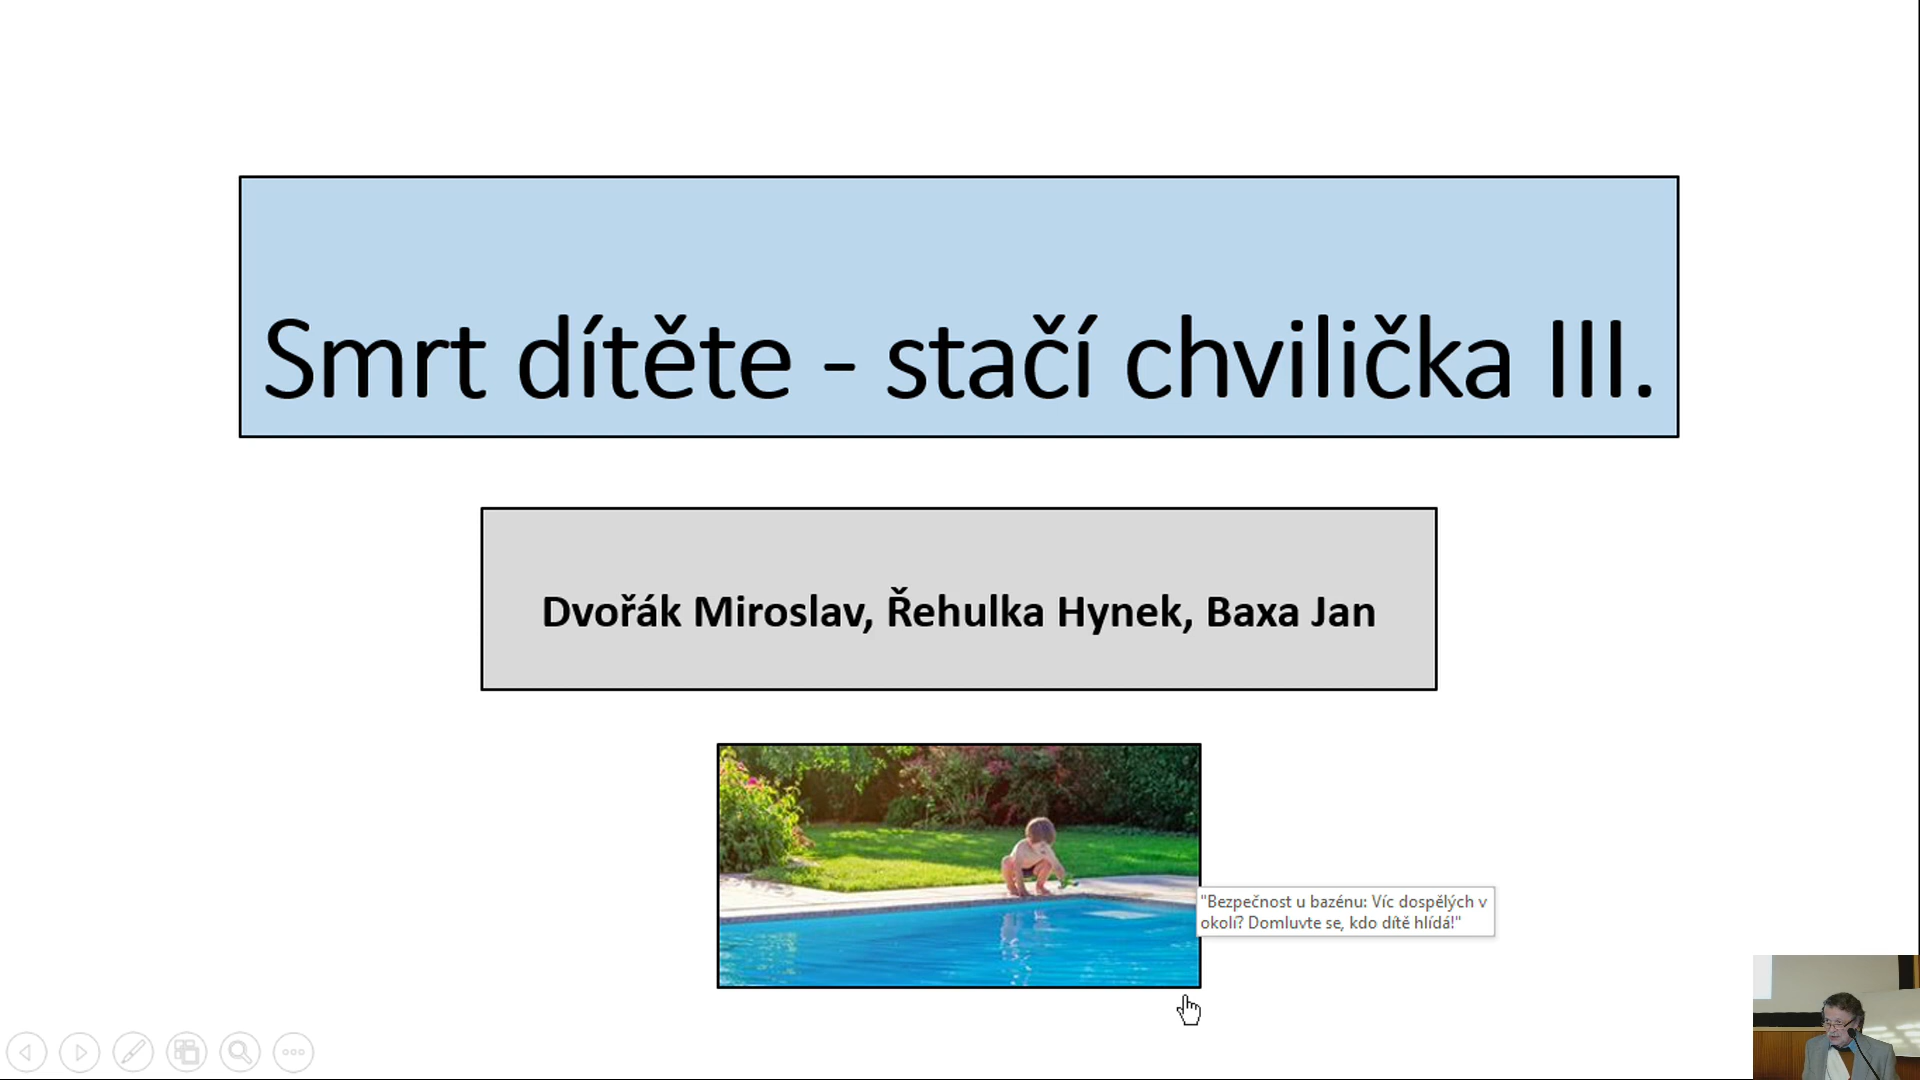 Smrt dítěte - stačí chvilička III.
Dvořák Miroslav, Řehulka Hynek, Baxa Jan
"Bezpečnost u bazénu: Víc dospělých v
okolí? Domluvte se, kdo dítě hlídá!"